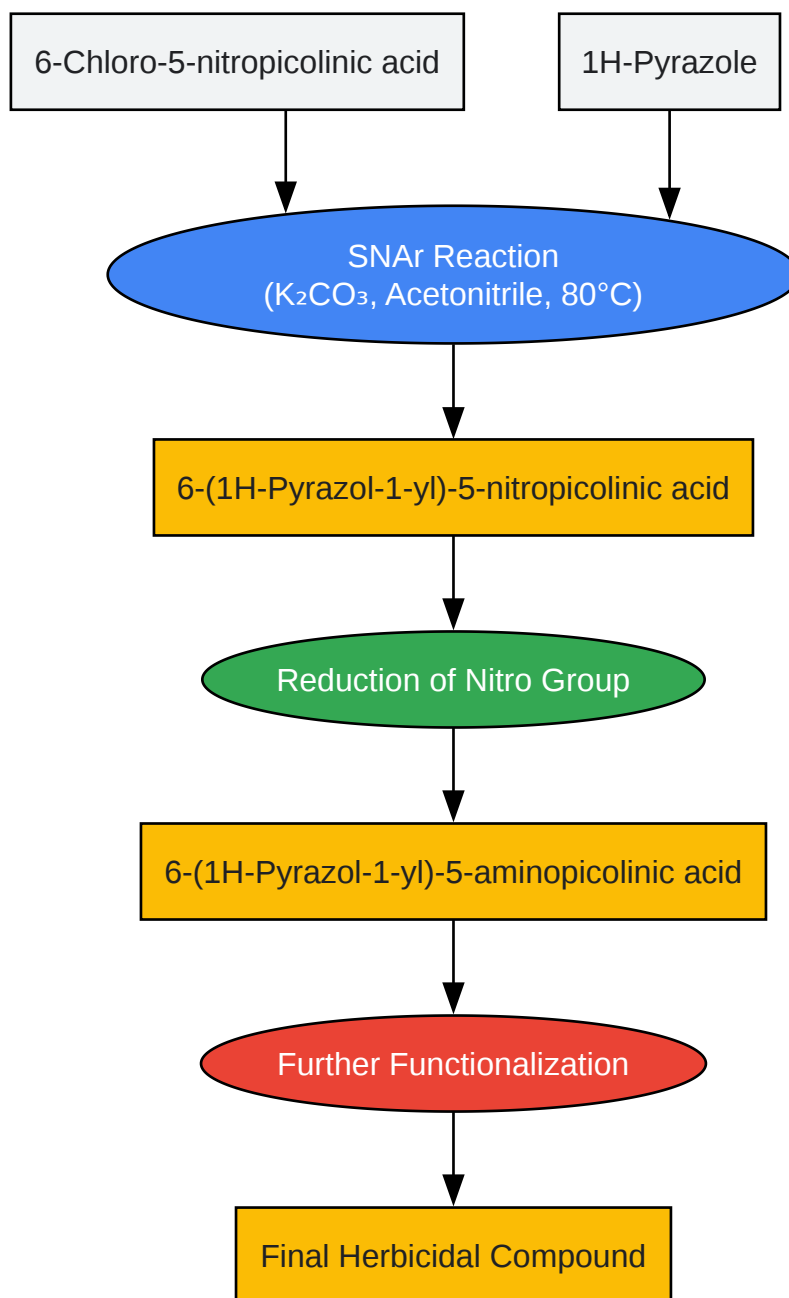 6-Chloro-5-nitropicolinic acid
1H-Pyrazole
SNAr Reaction
(K₂CO₃, Acetonitrile, 80°C)
6-(1H-Pyrazol-1-yl)-5-nitropicolinic acid
Reduction of Nitro Group
6-(1H-Pyrazol-1-yl)-5-aminopicolinic acid
Further Functionalization
Final Herbicidal Compound